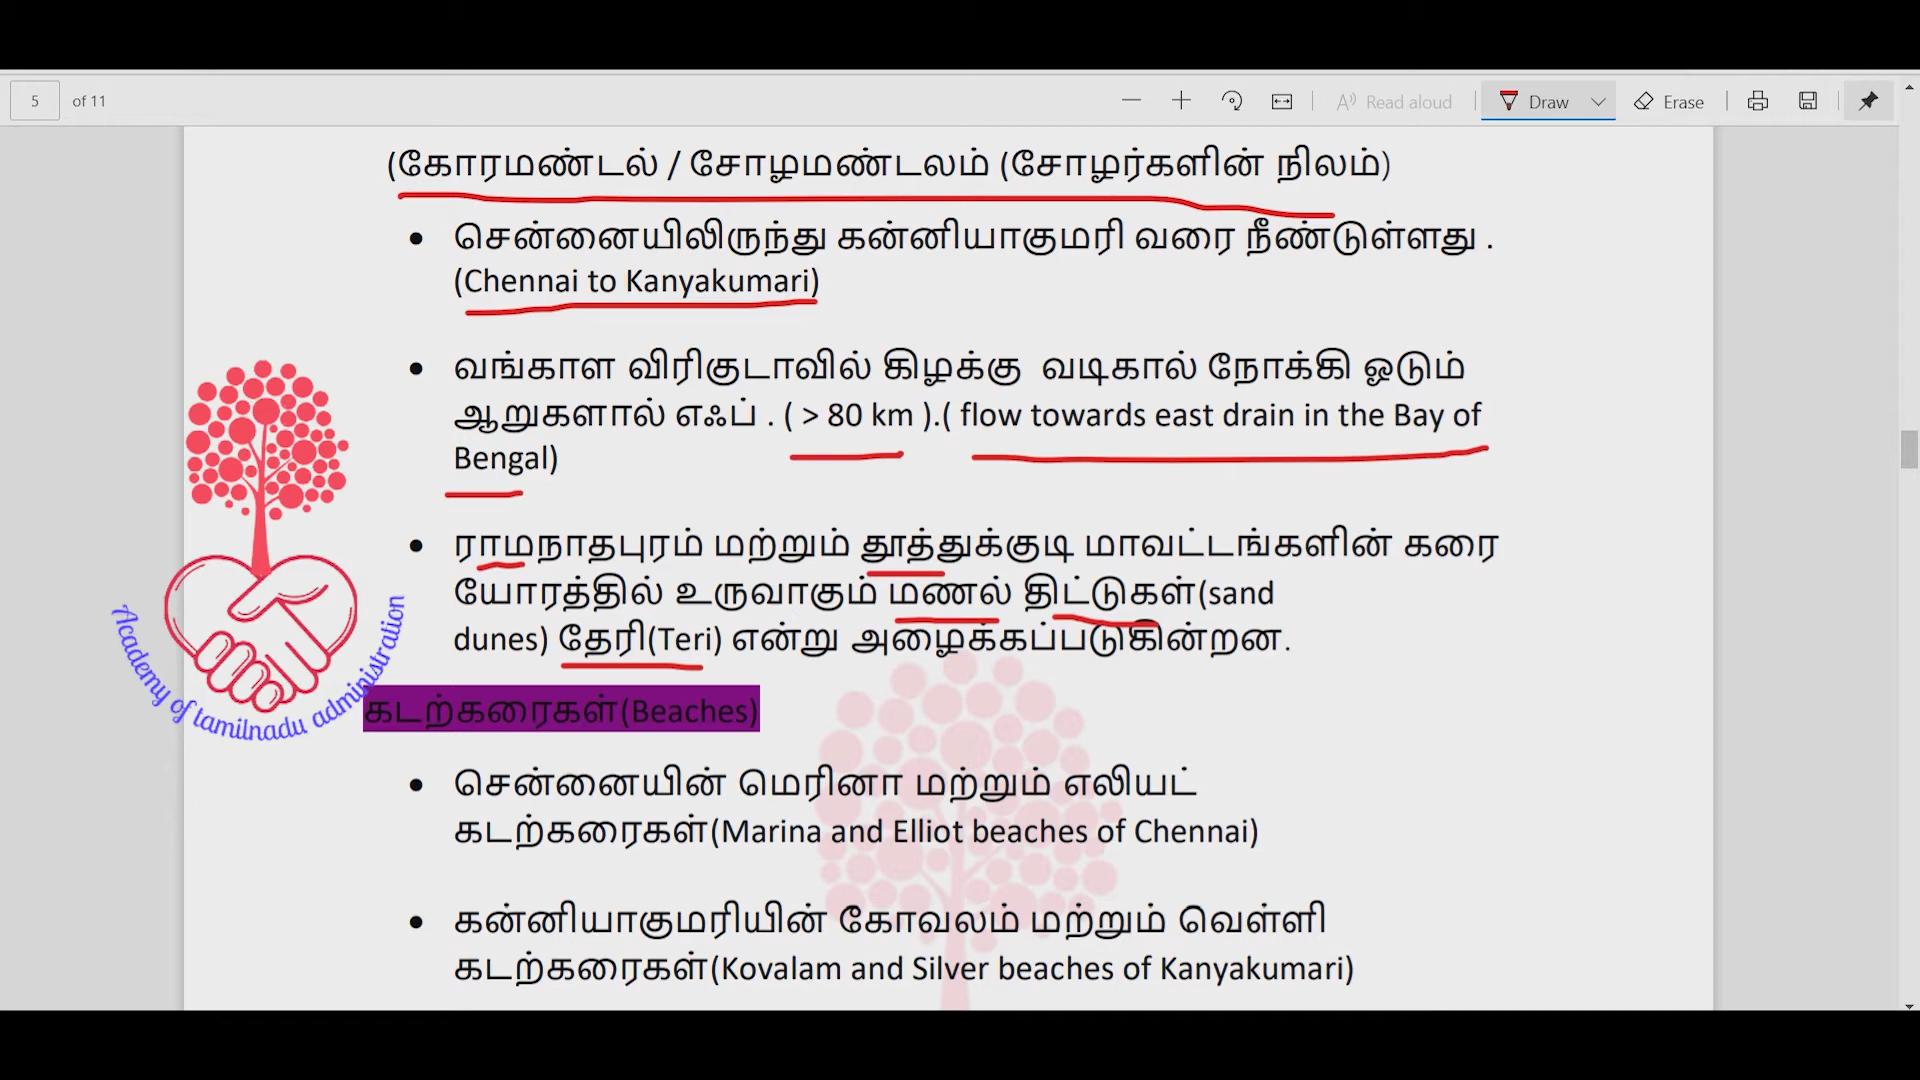 5 of 11
Read aloud
Draw
Erase
(கோரமண்டல் / சோழமண்டலம் (சோழர்களின் நிலம்)
• சென்னையிலிருந்து கன்னியாகுமரி வரை நீண்டுள்ளது .
(Chennai to Kanyakumari)
• வங்காள விரிகுடாவில் கிழக்கு வடிகால் நோக்கி ஓடும்
ஆறுகளால் எஃப் . ( > 80 km ).( flow towards east drain in the Bay of
Bengal)
• ராமநாதபுரம் மற்றும் தூத்துக்குடி மாவட்டங்களின் கரை
யோரத்தில் உருவாகும் மணல் திட்டுகள்(sand
dunes) தேரி(Teri) என்று அழைக்கப்படுகின்றன.
Academy of tamilnadu administration
கடற்கரைகள்(Beaches)
• சென்னையின் மெரினா மற்றும் எலியட்
கடற்கரைகள்(Marina and Elliot beaches of Chennai)
• கன்னியாகுமரியின் கோவலம் மற்றும் வெள்ளி
கடற்கரைகள்(Kovalam and Silver beaches of Kanyakumari)